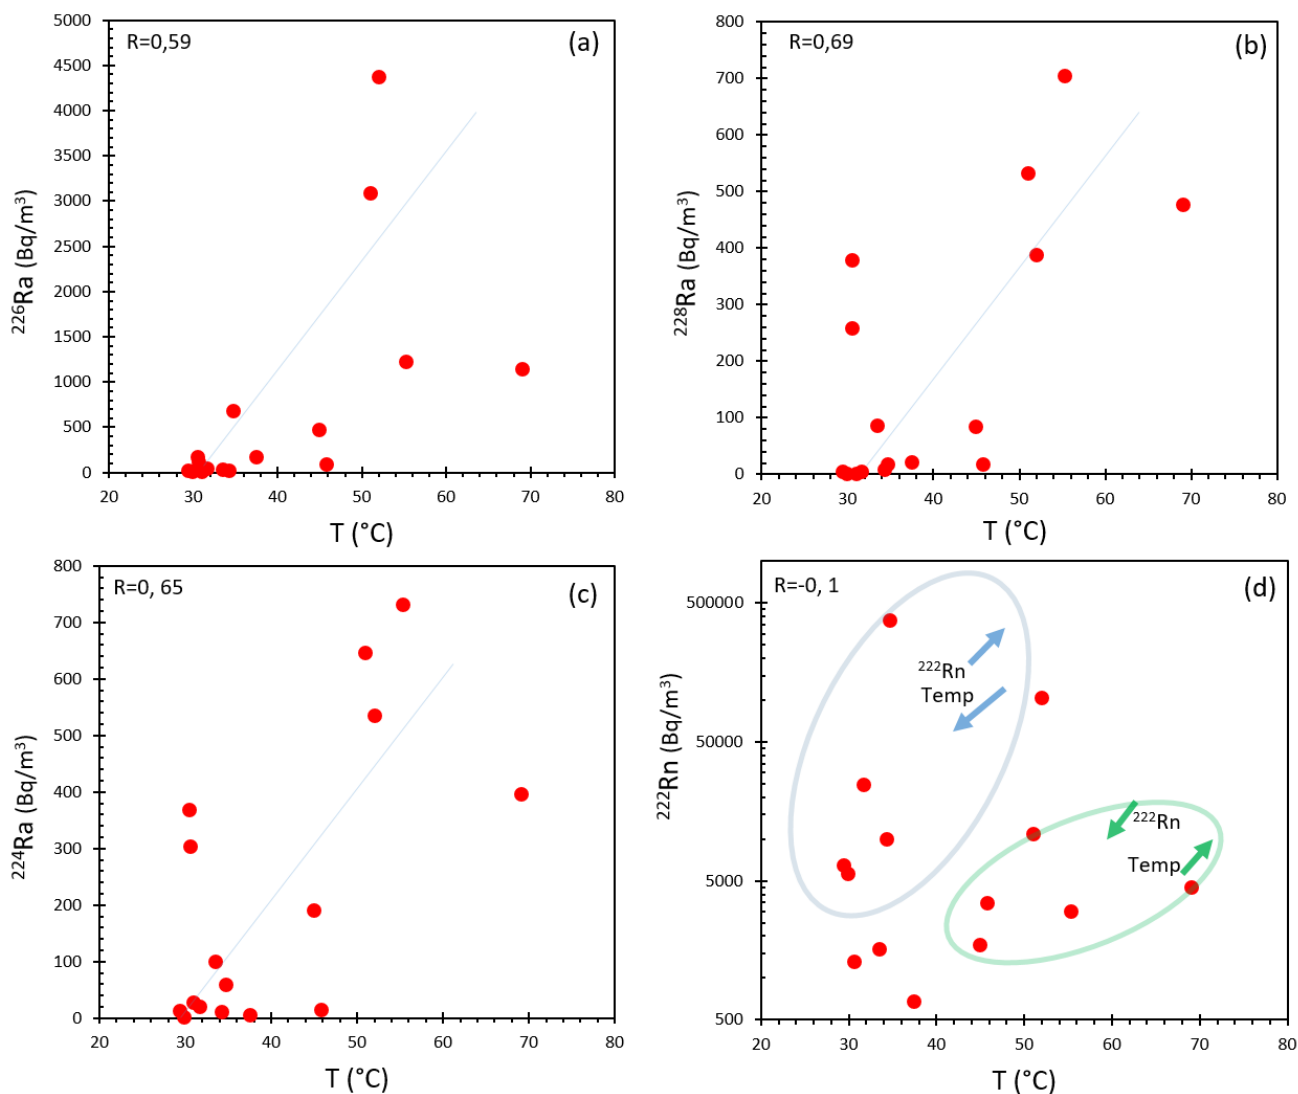 R=0,59
(a)
5000
4500
4000
3500
3000
2500
2000
1500
1000
500
0
²²⁶Ra (Bq/m³)
20 30 40 50 60 70 80
T (°C)
R=0,69
(b)
800
700
600
500
400
300
200
100
0
²²⁸Ra (Bq/m³)
20 30 40 50 60 70 80
T (°C)
R=0, 65
(c)
800
700
600
500
400
300
200
100
0
²²⁴Ra (Bq/m³)
20 30 40 50 60 70 80
T (°C)
R=-0, 1
(d)
500000
50000
5000
500
²²²Rn (Bq/m³)
²²²Rn
Temp
²²²Rn
Temp
20 30 40 50 60 70 80
T (°C)